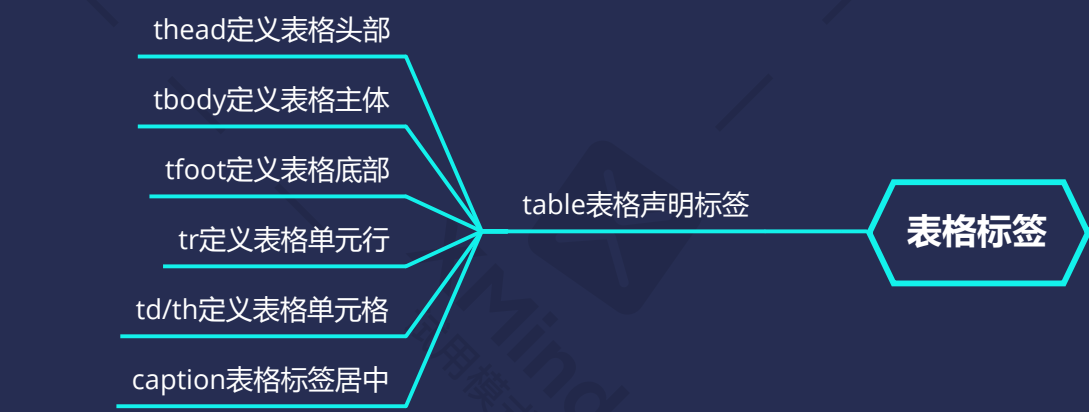 thead定义表格头部
tbody定义表格主体
tfoot定义表格底部
tr定义表格单元行
td/th定义表格单元格
caption表格标签居中
table表格声明标签
表格标签
XMind